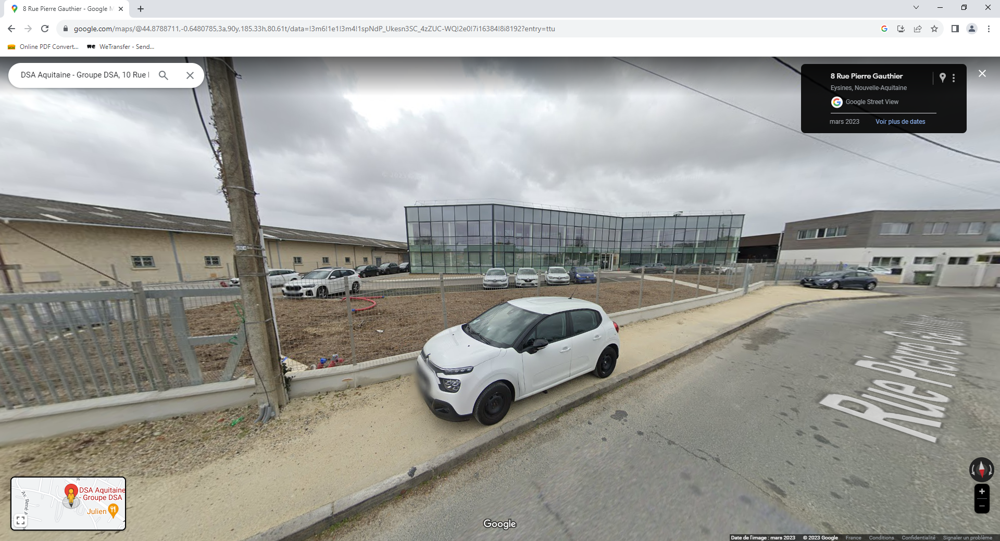 8 Rue Pierre Gauthier - Google M
google.com/maps/@44.8788711,-0.6480785,3a,90y,185.33h,80.61t/data=!3m6!1e1!3m4!1spNdP_Ukesn3SC_4zZUC-WQ!2e0!7i16384!8i8192?entry=ttu
Online PDF Convert...
WeTransfer - Send...
DSA Aquitaine - Groupe DSA, 10 Rue
8 Rue Pierre Gauthier
Eysines, Nouvelle-Aquitaine
Google Street View
mars 2023
Voir plus de dates
Rue Pierre Gauthier
DSA Aquitaine
- Groupe DSA
Julien
Av. René
Google
Date de l'image : mars 2023
© 2023 Google
France
Conditions
Confidentialité
Signaler un problème